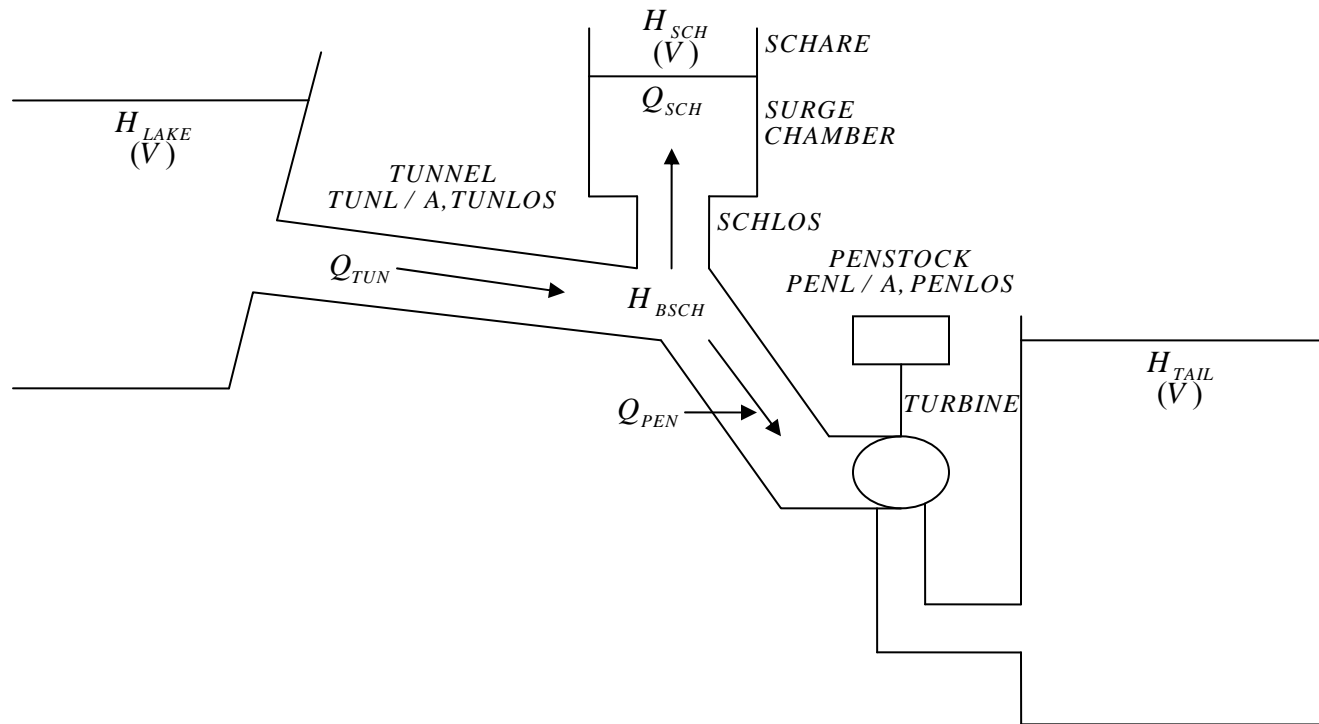 H_SCH
(V)
SCHARE
Q_SCH
SURGE
CHAMBER
H_LAKE
(V)
TUNNEL
TUNL / A, TUNLOS
SCHLOS
Q_TUN
H_BSCH
PENSTOCK
PENL / A, PENLOS
H_TAIL
(V)
Q_PEN
TURBINE